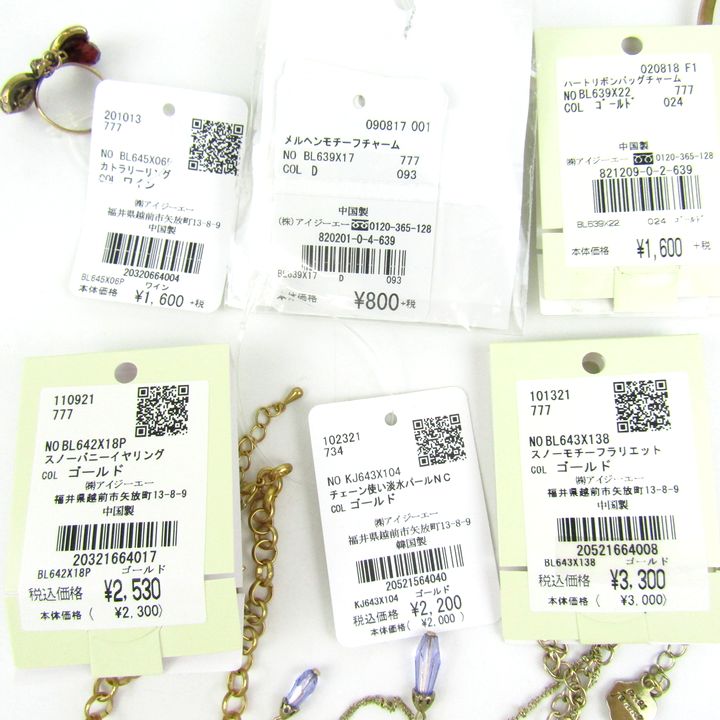 201013
777
NO BL645X06P
カトラリーリング
COL ワイン
㈱アイジーエー
福井県越前市矢放町13-8-9
中国製
20320664004
BL645X06P ワイン
本体価格 ¥1,600 +税
090817 001
メルヘンモチーフチャーム
NO BL639X17 777
COL D 093
中国製
(株)アイジーエー 0120-365-128
820201-0-4-639
BL639X17 D 093
本体価格 ¥800+税
020818 F1
ハートリボンバッグチャーム
NO BL639X22 777
COL ゴールド 024
中国製
㈱アイジーエー 0120-365-128
821209-0-2-639
BL639X22 024 ゴールド
本体価格 ¥1,600 +税
110921
777
NO BL642X18P
スノーバニーイヤリング
COL ゴールド
㈱アイジーエー
福井県越前市矢放町13-8-9
中国製
20321664017
BL642X18P ゴールド
税込価格 ¥2,530
本体価格( ¥2,300)
102321
734
NO KJ643X104
チェーン使い淡水パールNC
COL ゴールド
㈱アイジーエー
福井県越前市矢放町13-8-9
韓国製
20521564040
KJ643X104 ゴールド
税込価格 ¥2,200
本体価格( ¥2,000)
101321
777
NO BL643X138
スノーモチーフラリエット
COL ゴールド
㈱アイジーエー
福井県越前市矢放町13-8-9
中国製
20521664008
BL643X138 ゴールド
税込価格 ¥3,300
本体価格( ¥3,000)